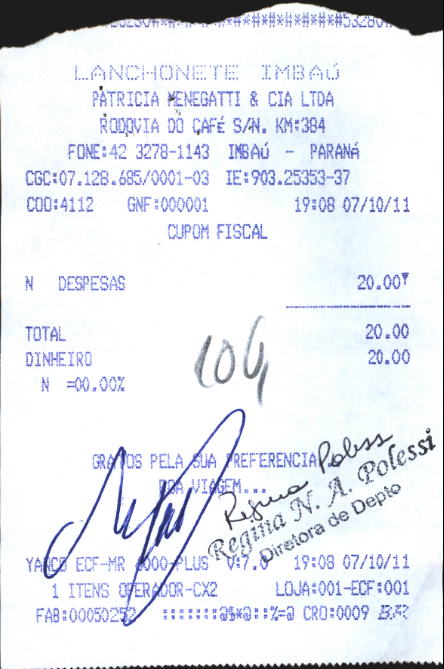 LANCHONETE IMBAÚ
PATRICIA MENEGATTI & CIA LTDA
RODOVIA DO CAFÉ S/N. KM:384
FONE:42 3278-1143 IMBAÚ - PARANÁ
CGC:07.128.685/0001-03 IE:903.25353-37
COO:4112 GNF:000001 19:08 07/10/11
CUPOM FISCAL
N DESPESAS 20.00
TOTAL 20.00
DINHEIRO 20.00
N =00.00%
GRATOS PELA SUA PREFERENCIA
BOA VIAGEM...
Regina Poless
Regina N. A. Polessi
Diretora de Depto
YANCO ECF-MR 6000-PLUS V:7.0 19:08 07/10/11
1 ITENS OPERADOR-CX2 LOJA:001-ECF:001
FAB:00050252 CRO:0009 BR